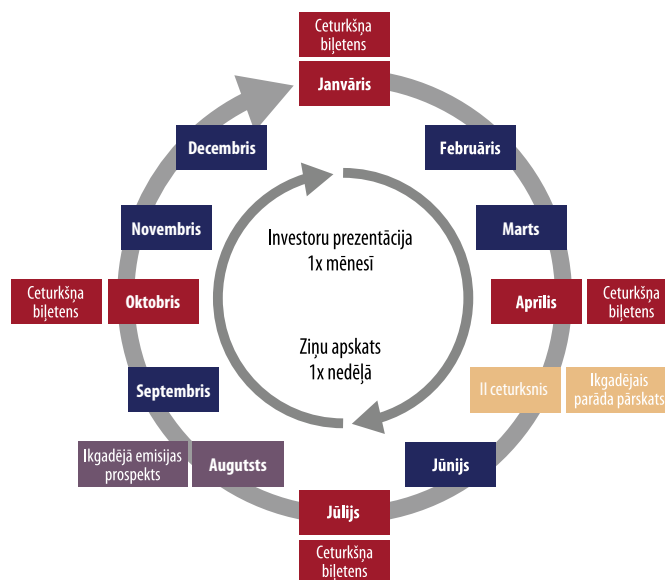 Ceturkšņa
biļetens
Janvāris
Februāris
Marts
Aprīlis
Ceturkšņa
biļetens
II ceturksnis
Ikgadējais
parāda pārskats
Jūnijs
Jūlijs
Ceturkšņa
biļetens
Augutsts
Ikgadējā emisijas
prospekts
Septembris
Oktobris
Ceturkšņa
biļetens
Novembris
Decembris
Investoru prezentācija
1x mēnesī
Ziņu apskats
1x nedēļā